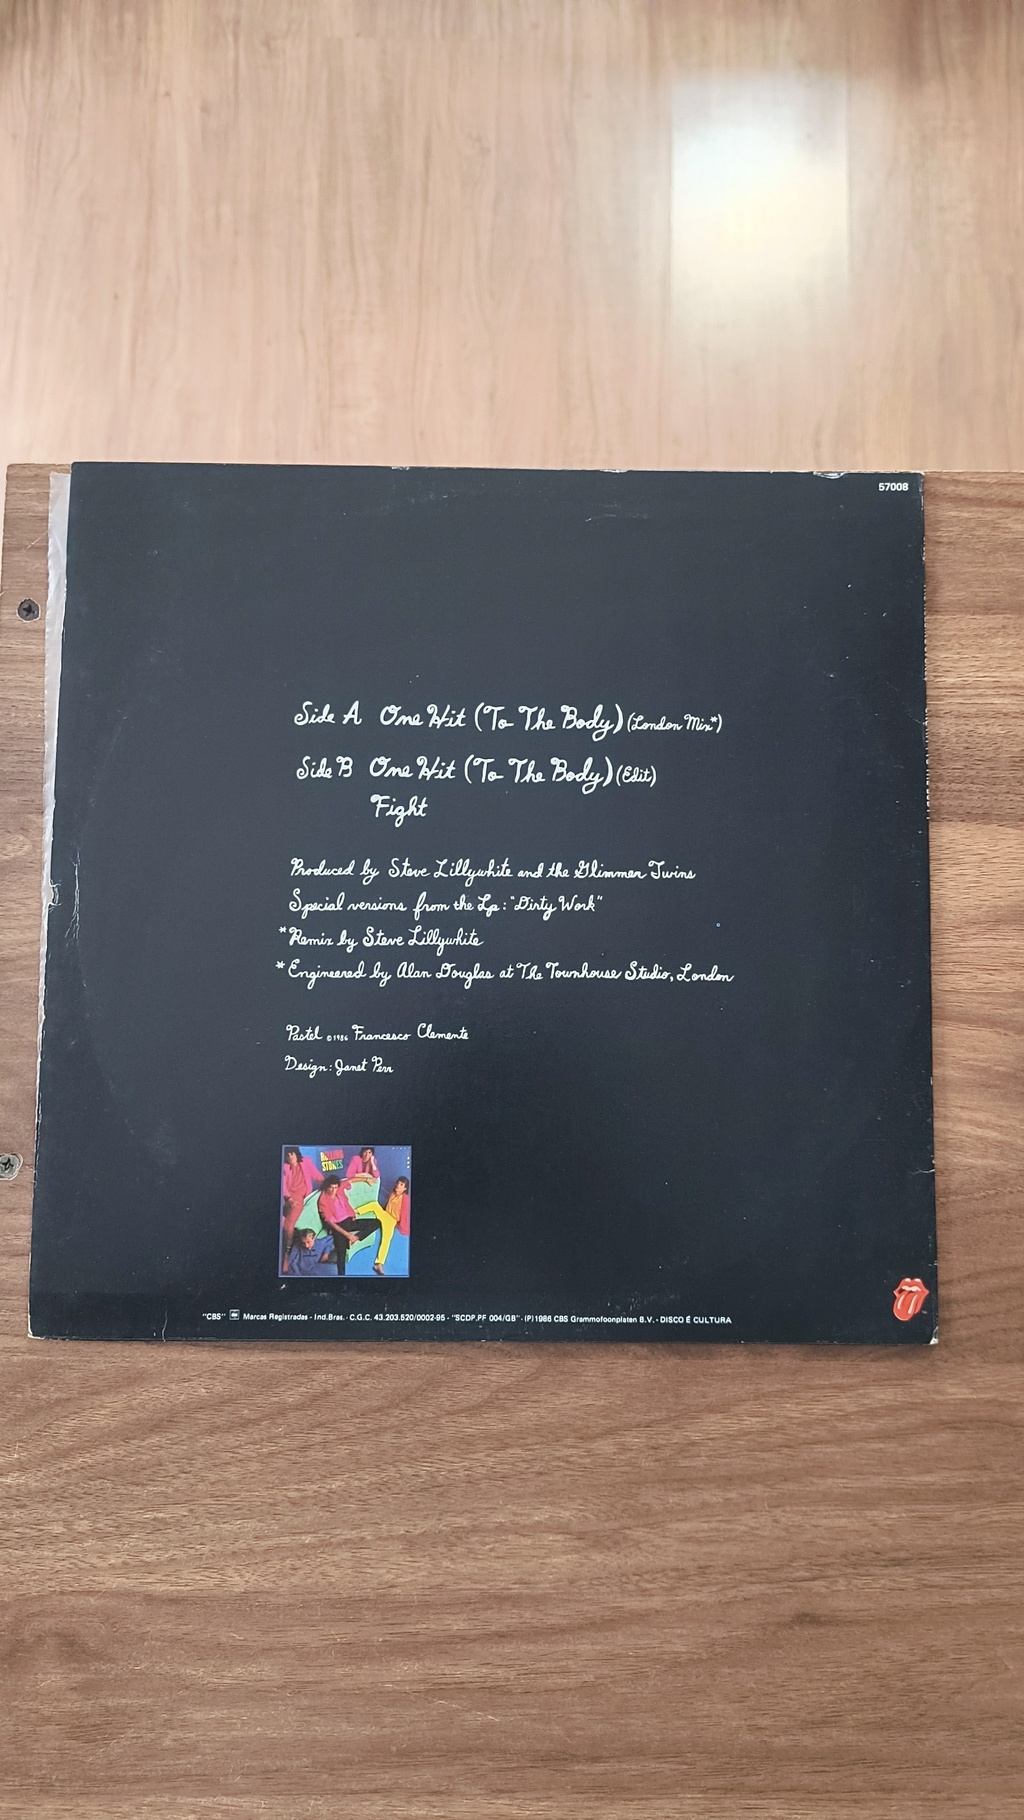 57008
Side A One Hit (To The Body) (London Mix*)
Side B One Hit (To The Body) (Edit)
Fight
Produced by Steve Lillywhite and the Glimmer Twins
Special versions from the Lp: "Dirty Work"
*Remix by Steve Lillywhite
*Engineered by Alan Douglas at The Townhouse Studio, London
Pastel © 1986 Francesco Clemente
Design: Janet Perr
ROLLING
STONES
"CBS" Marcas Registradas - Ind. Bras. - C.G.C. 43.203.520/0002-95 - "SCDP.PF 004/GB" - (P) 1986 CBS Grammofoonplaten B.V. - DISCO É CULTURA